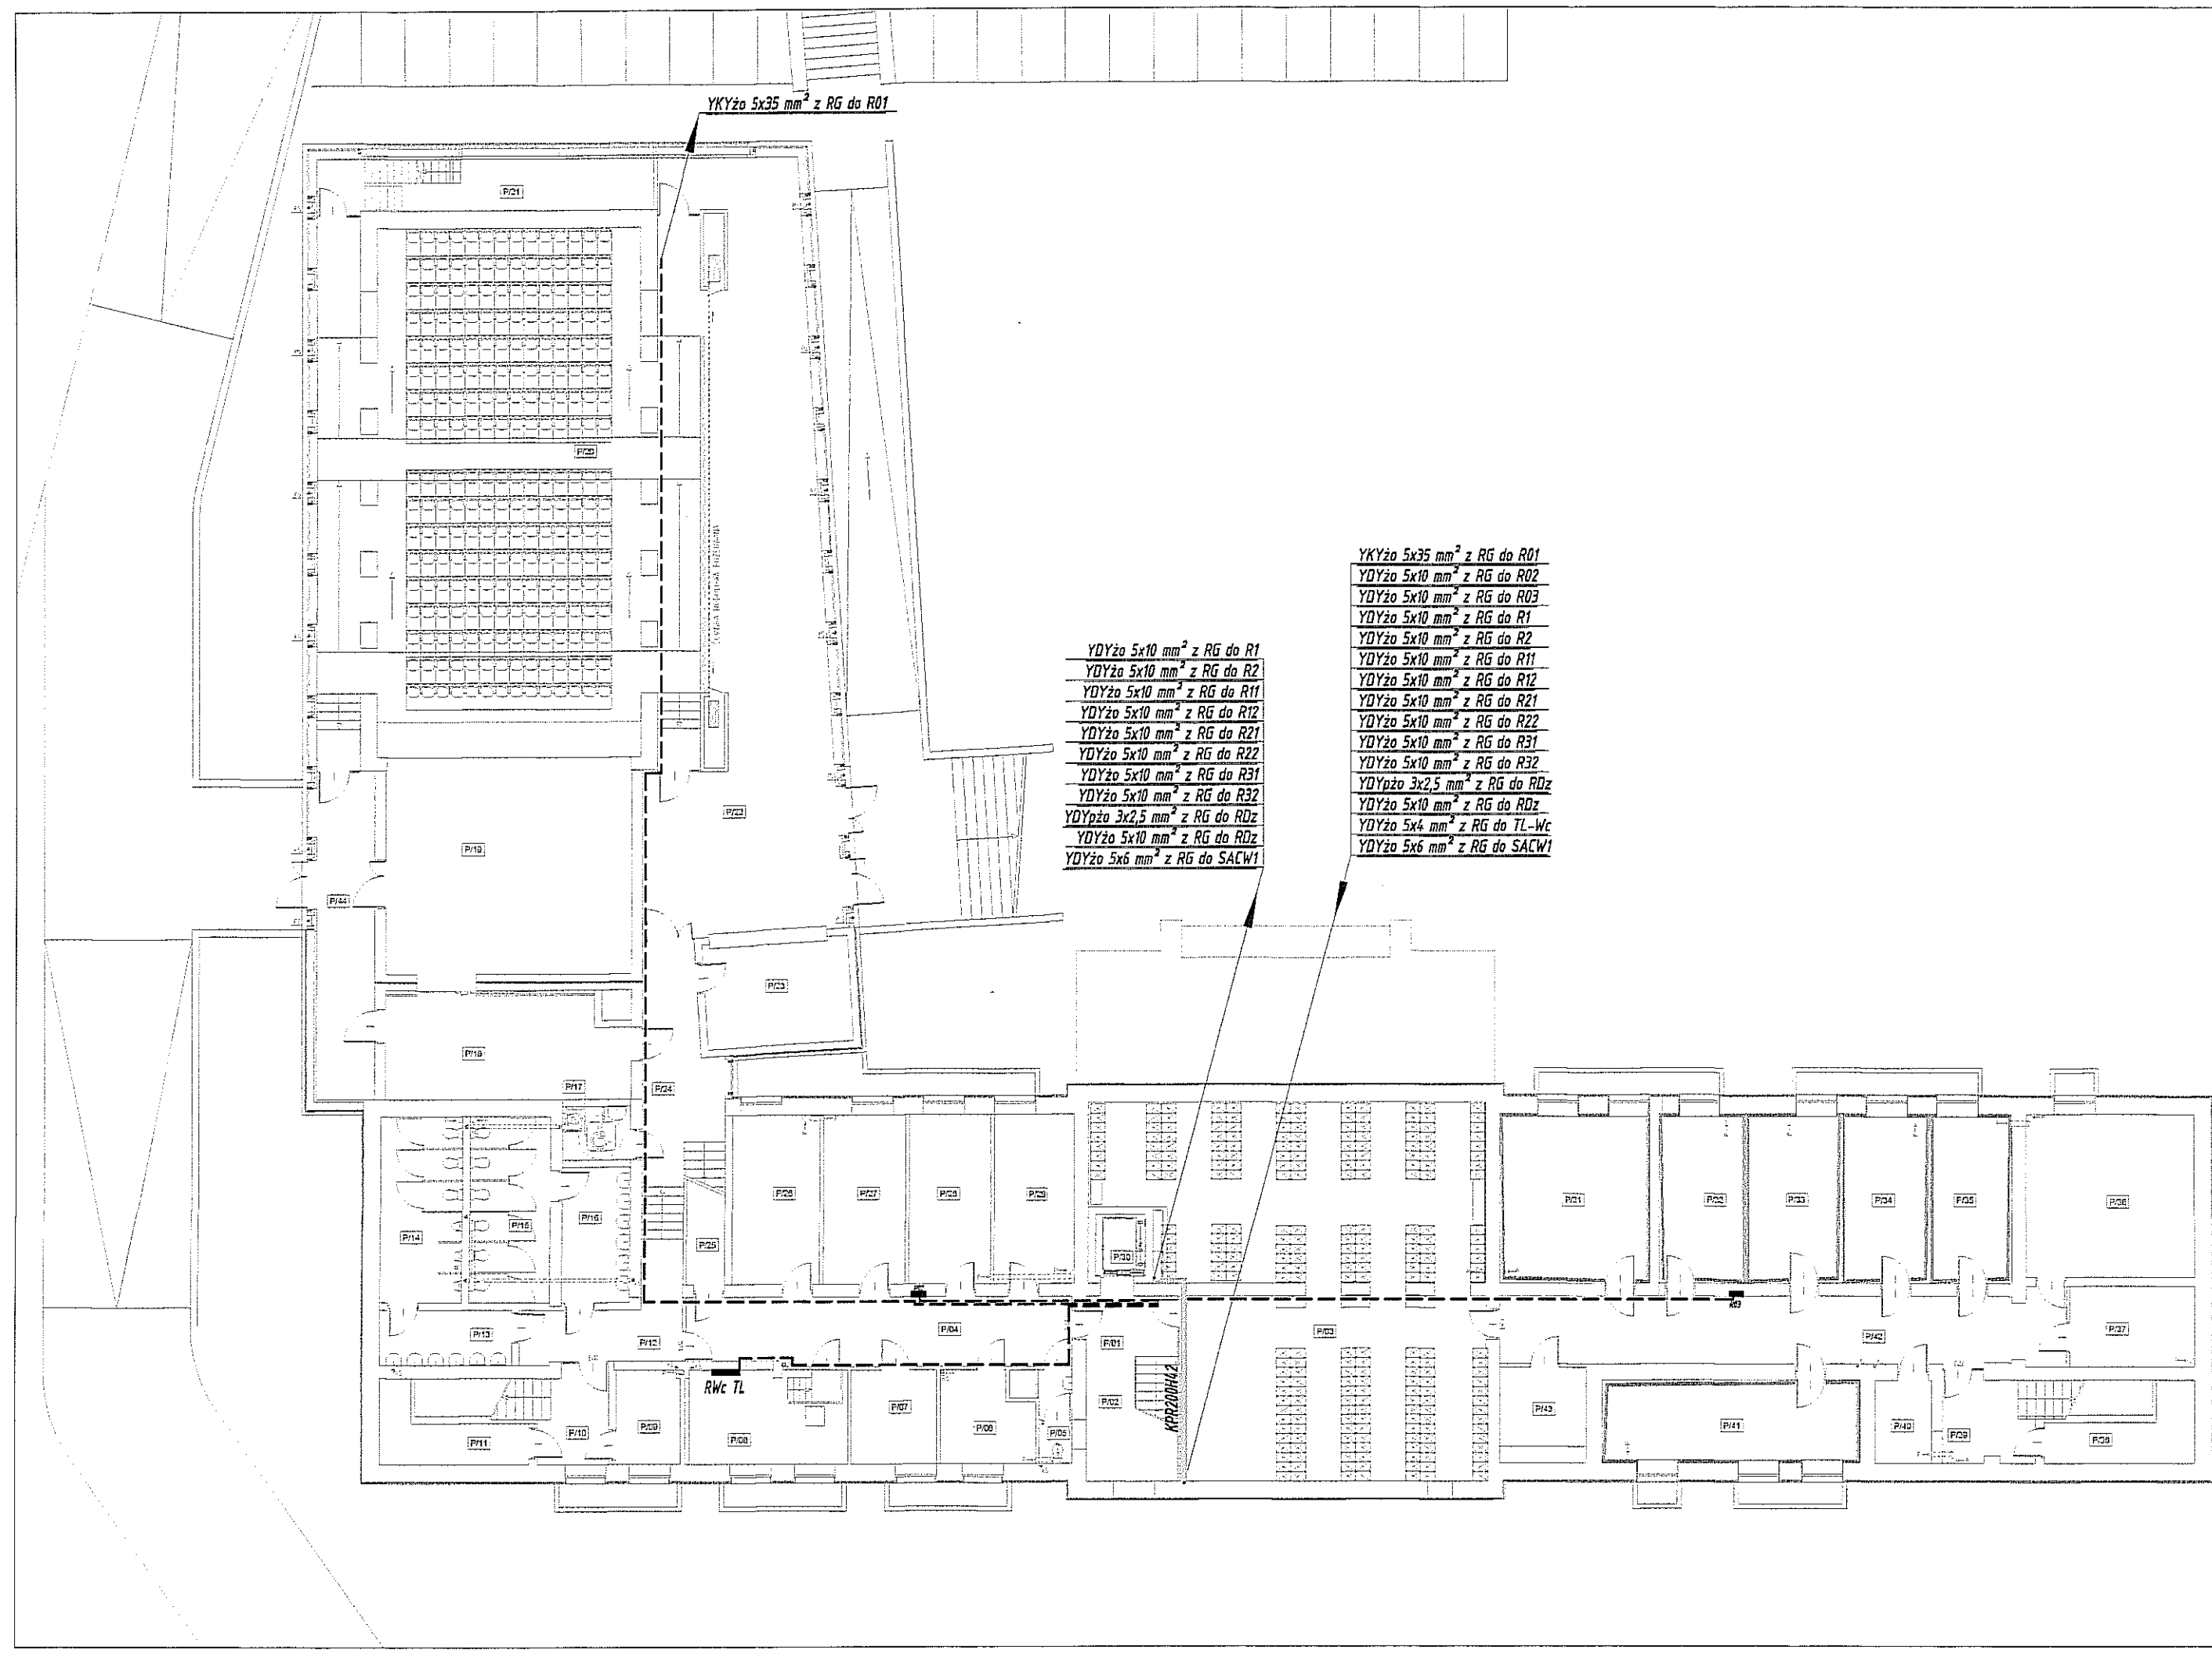 YKYżo 5x35 mm² z RG do R01
P/21
P/20
P/22
P/19
P/44
P/23
P/18
P/17
P/24
YKYżo 5x35 mm² z RG do R01
YDYżo 5x10 mm² z RG do R02
YDYżo 5x10 mm² z RG do R03
YDYżo 5x10 mm² z RG do R1
YDYżo 5x10 mm² z RG do R2
YDYżo 5x10 mm² z RG do R11
YDYżo 5x10 mm² z RG do R12
YDYżo 5x10 mm² z RG do R21
YDYżo 5x10 mm² z RG do R22
YDYżo 5x10 mm² z RG do R31
YDYżo 5x10 mm² z RG do R32
YDYpżo 3x2,5 mm² z RG do RDz
YDYżo 5x10 mm² z RG do RDz
YDYżo 5x4 mm² z RG do TL-Wc
YDYżo 5x6 mm² z RG do SACW1
YDYżo 5x10 mm² z RG do R1
YDYżo 5x10 mm² z RG do R2
YDYżo 5x10 mm² z RG do R11
YDYżo 5x10 mm² z RG do R12
YDYżo 5x10 mm² z RG do R21
YDYżo 5x10 mm² z RG do R22
YDYżo 5x10 mm² z RG do R31
YDYżo 5x10 mm² z RG do R32
YDYpżo 3x2,5 mm² z RG do RDz
YDYżo 5x10 mm² z RG do RDz
YDYżo 5x6 mm² z RG do SACW1
P/14
P/15
P/16
P/25
P/26
P/27
P/28
P/29
P/30
P/31
P/32
P/33
P/34
P/35
P/36
P/13
P/12
P/04
P/01
P/03
R03
P/42
P/37
RWc TL
KPR200H42
P/11
P/10
P/09
P/08
P/07
P/06
P/05
P/02
P/43
P/41
P/40
P/39
P/38